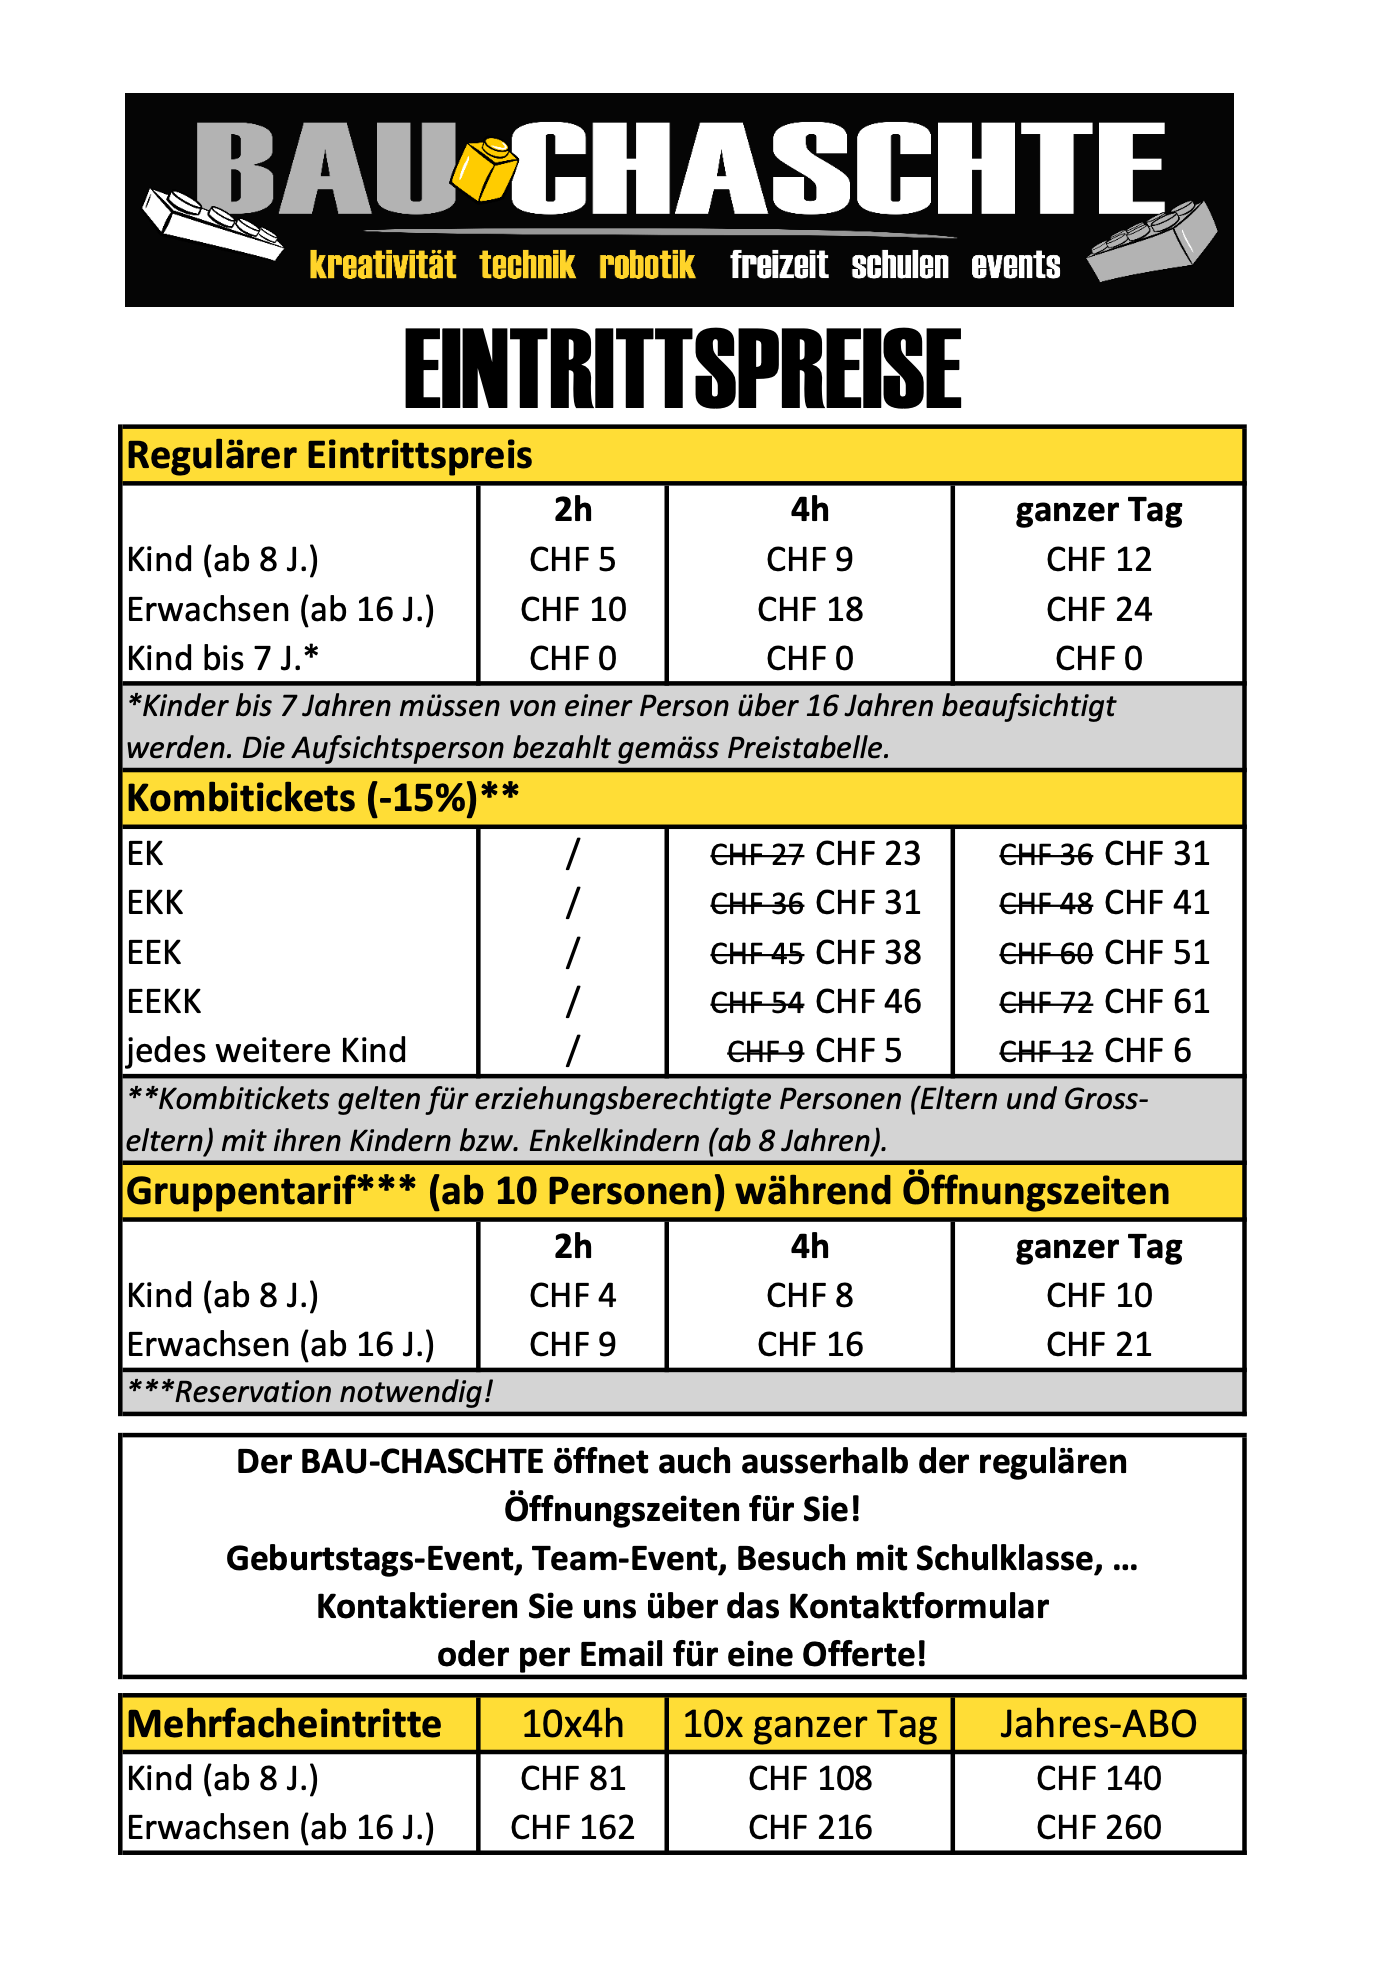 BAU CHASCHTE
kreativität technik robotik freizeit schulen events
EINTRITTSPREISE
Regulärer Eintrittspreis
2h 4h ganzer Tag
Kind (ab 8 J.) CHF 5 CHF 9 CHF 12
Erwachsen (ab 16 J.) CHF 10 CHF 18 CHF 24
Kind bis 7 J.* CHF 0 CHF 0 CHF 0
*Kinder bis 7 Jahren müssen von einer Person über 16 Jahren beaufsichtigt
werden. Die Aufsichtsperson bezahlt gemäss Preistabelle.
Kombitickets (-15%)**
EK / CHF 27 CHF 23 CHF 36 CHF 31
EKK / CHF 36 CHF 31 CHF 48 CHF 41
EEK / CHF 45 CHF 38 CHF 60 CHF 51
EEKK / CHF 54 CHF 46 CHF 72 CHF 61
jedes weitere Kind / CHF 9 CHF 5 CHF 12 CHF 6
**Kombitickets gelten für erziehungsberechtigte Personen (Eltern und Gross-
eltern) mit ihren Kindern bzw. Enkelkindern (ab 8 Jahren).
Gruppentarif*** (ab 10 Personen) während Öffnungszeiten
2h 4h ganzer Tag
Kind (ab 8 J.) CHF 4 CHF 8 CHF 10
Erwachsen (ab 16 J.) CHF 9 CHF 16 CHF 21
***Reservation notwendig!
Der BAU-CHASCHTE öffnet auch ausserhalb der regulären
Öffnungszeiten für Sie!
Geburtstags-Event, Team-Event, Besuch mit Schulklasse, ...
Kontaktieren Sie uns über das Kontaktformular
oder per Email für eine Offerte!
Mehrfacheintritte 10x4h 10x ganzer Tag Jahres-ABO
Kind (ab 8 J.) CHF 81 CHF 108 CHF 140
Erwachsen (ab 16 J.) CHF 162 CHF 216 CHF 260